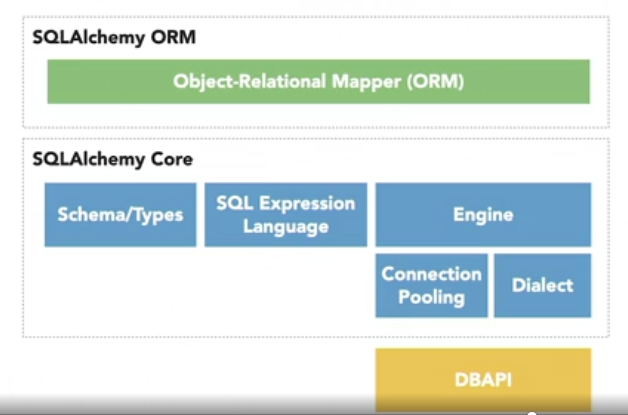 SQLAlchemy ORM
Object-Relational Mapper (ORM)
SQLAlchemy Core
Schema/Types
SQL Expression
Language
Engine
Connection
Pooling
Dialect
DBAPI